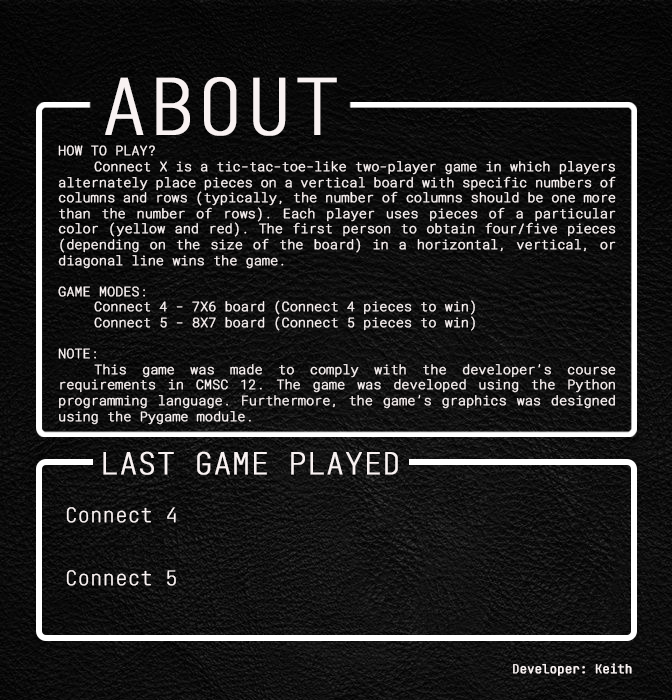 ABOUT
HOW TO PLAY?
Connect X is a tic-tac-toe-like two-player game in which players
alternately place pieces on a vertical board with specific numbers of
columns and rows (typically, the number of columns should be one more
than the number of rows). Each player uses pieces of a particular
color (yellow and red). The first person to obtain four/five pieces
(depending on the size of the board) in a horizontal, vertical, or
diagonal line wins the game.
GAME MODES:
Connect 4 - 7X6 board (Connect 4 pieces to win)
Connect 5 - 8X7 board (Connect 5 pieces to win)
NOTE:
This game was made to comply with the developer's course
requirements in CMSC 12. The game was developed using the Python
programming language. Furthermore, the game's graphics was designed
using the Pygame module.
LAST GAME PLAYED
Connect 4
Connect 5
Developer: Keith